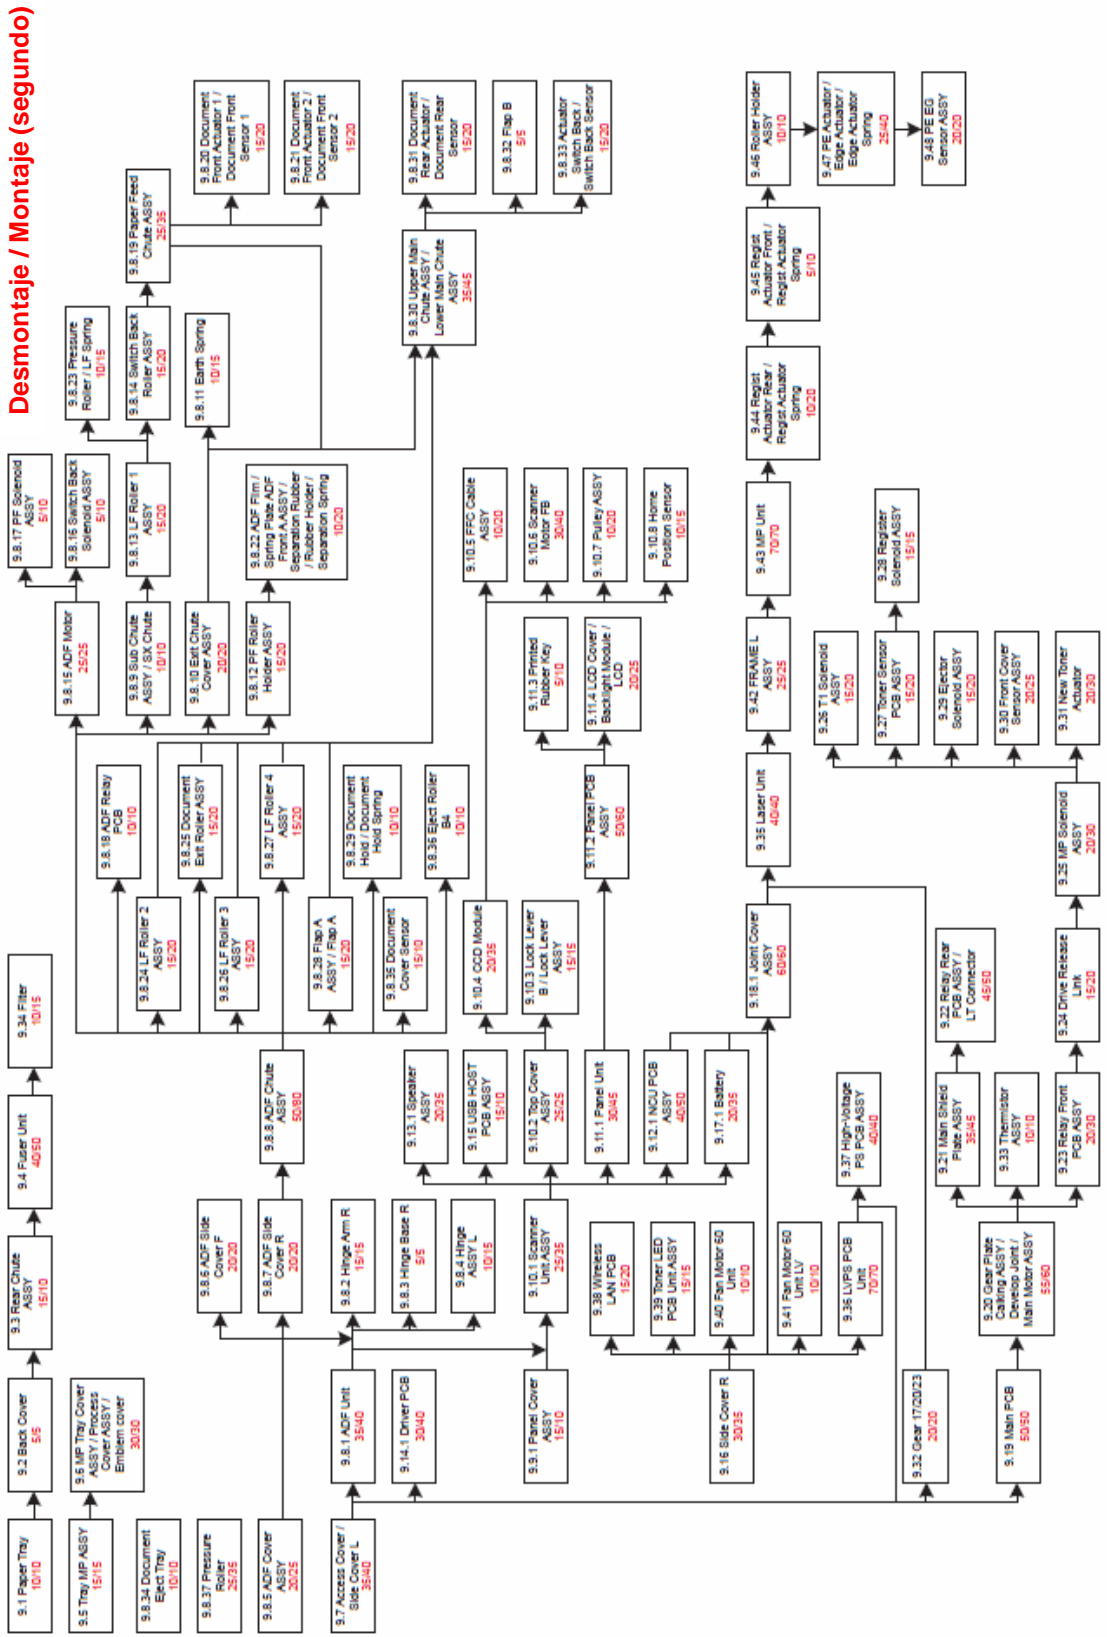 Desmontaje / Montaje (segundo)
9.1 Paper Tray
10/10
9.2 Back Cover
5/5
9.3 Rear Chute
ASSY
15/10
9.4 Fuser Unit
40/50
9.34 Filter
10/15
9.5 Tray MP ASSY
15/15
9.6 MP Tray Cover
ASSY / Process
Cover ASSY /
Emblem cover
30/30
9.8.34 Document
Eject Tray
10/10
9.8.37 Pressure
Roller
25/35
9.8.5 ADF Cover
ASSY
20/25
9.7 Access Cover /
Side Cover L
35/40
9.8.1 ADF Unit
35/40
9.14.1 Driver PCB
30/40
9.9.1 Panel Cover
ASSY
15/10
9.16 Side Cover R
30/35
9.32 Gear 17/20/23
20/20
9.19 Main PCB
50/50
9.8.6 ADF Side
Cover F
20/20
9.8.7 ADF Side
Cover R
20/20
9.8.2 Hinge Arm R
15/15
9.8.3 Hinge Base R
5/5
9.8.4 Hinge
ASSY L
10/15
9.10.1 Scanner
Unit ASSY
25/35
9.38 Wireless
LAN PCB
15/20
9.39 Toner LED
PCB Unit ASSY
15/15
9.40 Fan Motor 60
Unit
10/10
9.41 Fan Motor 60
Unit LV
10/10
9.36 LVPS PCB
Unit
70/70
9.20 Gear Plate
Calking ASSY /
Develop Joint /
Main Motor ASSY
55/60
9.8.8 ADF Chute
ASSY
50/80
9.13.1 Speaker
ASSY
20/35
9.15 USB HOST
PCB ASSY
15/10
9.10.2 Top Cover
ASSY
25/25
9.11.1 Panel Unit
30/45
9.12.1 NCU PCB
ASSY
40/50
9.17.1 Battery
20/35
9.37 High-Voltage
PS PCB ASSY
40/40
9.21 Main Shield
Plate ASSY
35/45
9.33 Thermistor
ASSY
10/10
9.23 Relay Front
PCB ASSY
20/30
9.8.24 LF Roller 2
ASSY
15/20
9.8.26 LF Roller 3
ASSY
15/20
9.8.28 Flap A
ASSY / Flap A
15/20
9.8.35 Document
Cover Sensor
15/10
9.10.4 CCD Module
20/35
9.10.3 Lock Lever
B / Lock Lever
ASSY
15/15
9.18.1 Joint Cover
ASSY
60/60
9.22 Relay Rear
PCB ASSY /
LT Connector
45/50
9.24 Drive Release
Link
15/20
9.8.18 ADF Relay
PCB
10/10
9.8.25 Document
Exit Roller ASSY
15/20
9.8.27 LF Roller 4
ASSY
15/20
9.8.29 Document
Hold / Document
Hold Spring
10/10
9.8.36 Eject Roller
B4
10/10
9.11.2 Panel PCB
ASSY
50/60
9.35 Laser Unit
40/40
9.25 MP Solenoid
ASSY
20/30
9.8.15 ADF Motor
25/25
9.8.9 Sub Chute
ASSY / SX Chute
10/10
9.8.10 Exit Chute
Cover ASSY
20/20
9.8.12 PF Roller
Holder ASSY
15/20
9.11.3 Printed
Rubber Key
5/10
9.11.4 LCD Cover /
Backlight Module /
LCD
20/25
9.42 FRAME L
ASSY
25/25
9.26 T1 Solenoid
ASSY
15/20
9.27 Toner Sensor
PCB ASSY
15/20
9.29 Ejector
Solenoid ASSY
15/20
9.30 Front Cover
Sensor ASSY
20/25
9.31 New Toner
Actuator
20/30
9.8.17 PF Solenoid
ASSY
5/10
9.8.16 Switch Back
Solenoid ASSY
5/10
9.8.13 LF Roller 1
ASSY
15/20
9.8.22 ADF Film /
Spring Plate ADF
Front A ASSY /
Separation Rubber
/ Rubber Holder /
Separation Spring
10/20
9.10.5 FFC Cable
ASSY
10/20
9.10.6 Scanner
Motor FB
30/40
9.10.7 Pulley ASSY
10/20
9.10.8 Home
Position Sensor
10/15
9.43 MP Unit
70/70
9.28 Register
Solenoid ASSY
15/15
9.8.23 Pressure
Roller / LF Spring
10/15
9.8.14 Switch Back
Roller ASSY
15/20
9.8.11 Earth Spring
10/15
9.44 Regist
Actuator Rear /
Regist Actuator
Spring
10/20
9.8.19 Paper Feed
Chute ASSY
25/35
9.8.30 Upper Main
Chute ASSY /
Lower Main Chute
ASSY
35/45
9.45 Regist
Actuator Front /
Regist Actuator
Spring
5/10
9.8.20 Document
Front Actuator 1 /
Document Front
Sensor 1
15/20
9.8.21 Document
Front Actuator 2 /
Document Front
Sensor 2
15/20
9.8.31 Document
Rear Actuator /
Document Rear
Sensor
15/20
9.8.32 Flap B
5/5
9.8.33 Actuator
Switch Back /
Switch Back Sensor
15/20
9.46 Roller Holder
ASSY
10/10
9.47 PE Actuator /
Edge Actuator /
Edge Actuator
Spring
25/40
9.48 PE EG
Sensor ASSY
20/20